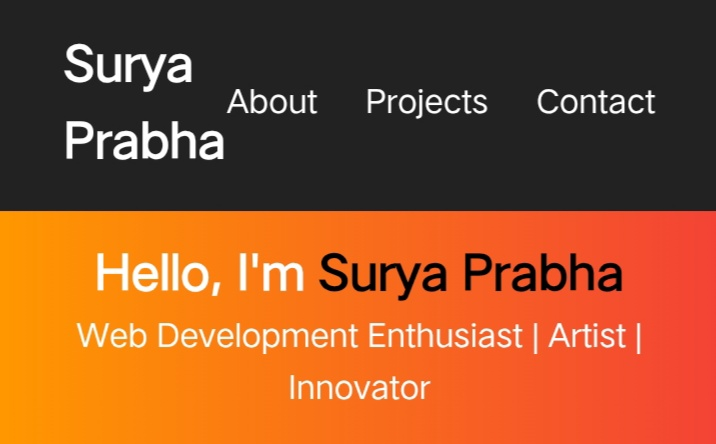 Surya
Prabha
About Projects Contact
Hello, I'm Surya Prabha
Web Development Enthusiast | Artist |
Innovator